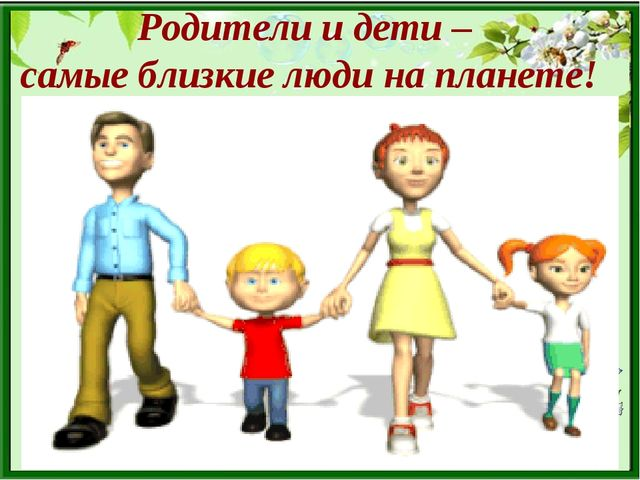 Родители и дети –
самые близкие люди на планете!